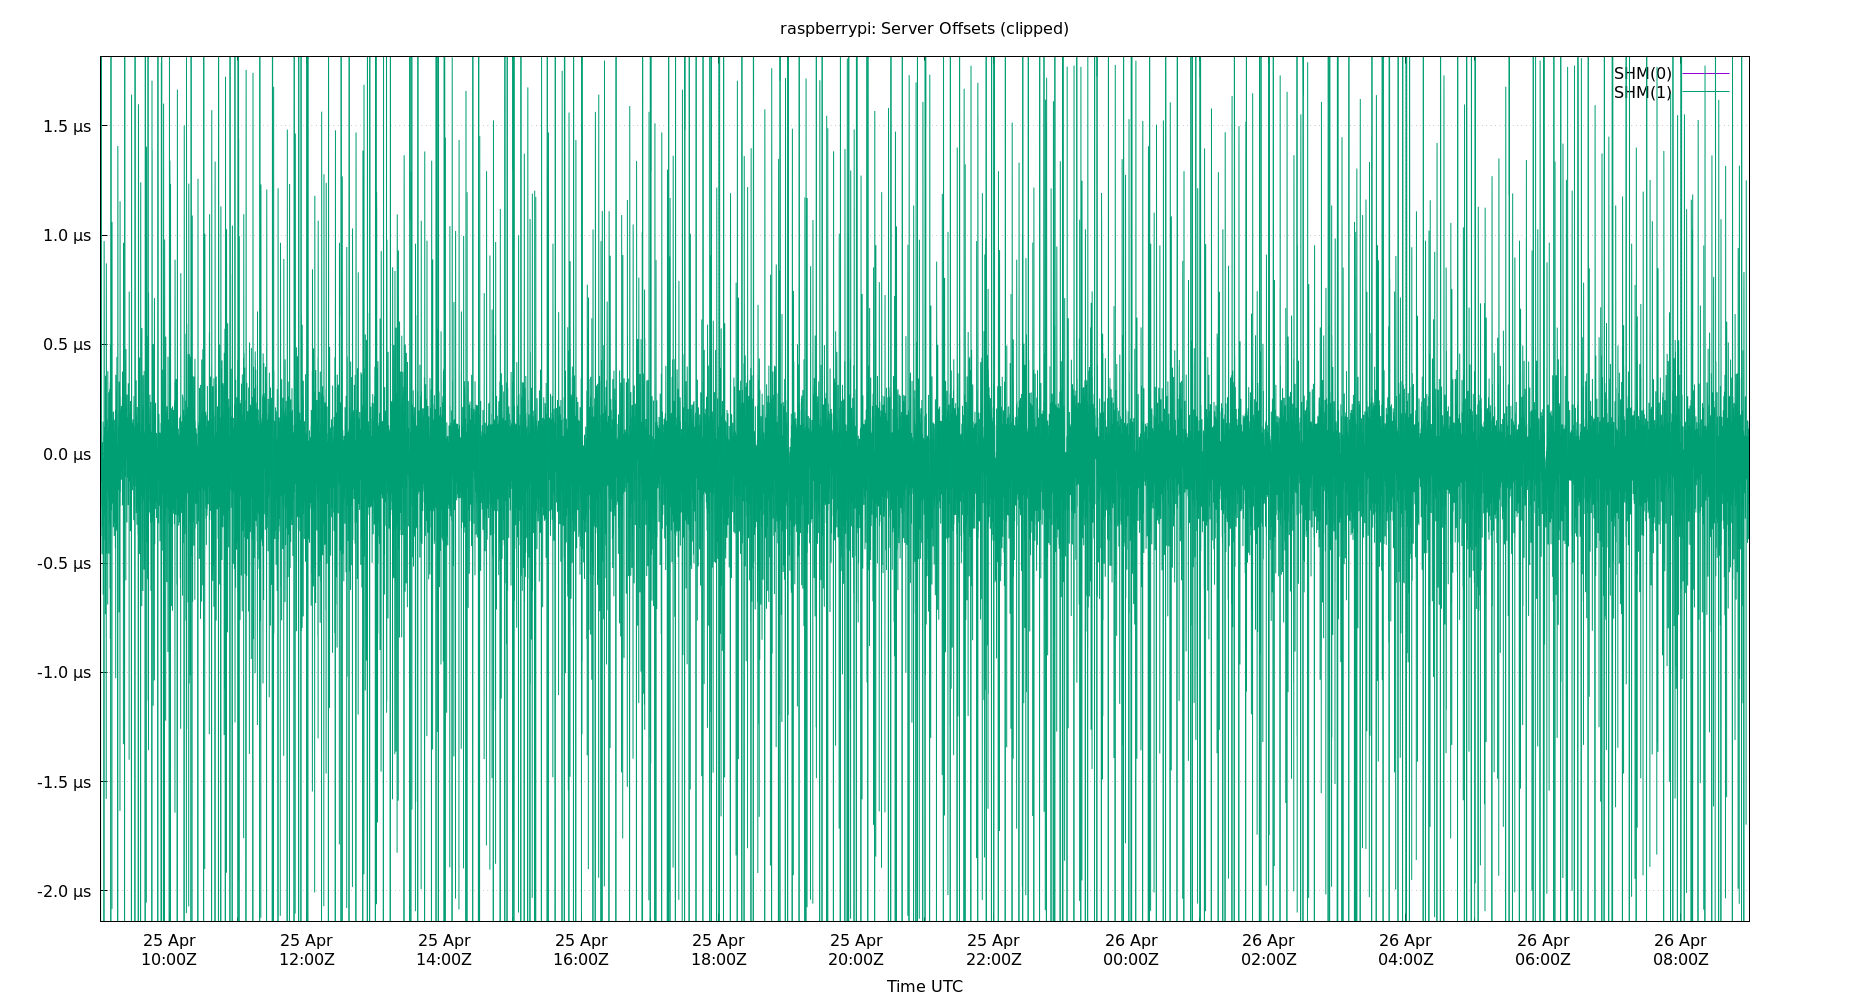 raspberrypi: Server Offsets (clipped)
SHM(0)
SHM(1)
1.5 µs
1.0 µs
0.5 µs
0.0 µs
-0.5 µs
-1.0 µs
-1.5 µs
-2.0 µs
25 Apr 25 Apr 25 Apr 25 Apr 25 Apr 25 Apr 25 Apr 26 Apr 26 Apr 26 Apr 26 Apr 26 Apr
10:00Z 12:00Z 14:00Z 16:00Z 18:00Z 20:00Z 22:00Z 00:00Z 02:00Z 04:00Z 06:00Z 08:00Z
Time UTC